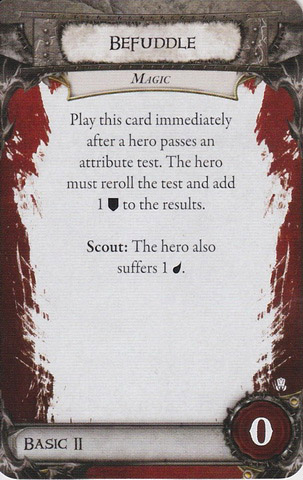 Befuddle
Magic
Play this card immediately
after a hero passes an
attribute test. The hero
must reroll the test and add
1 to the results.
Scout: The hero also
suffers 1 .
Basic II
0